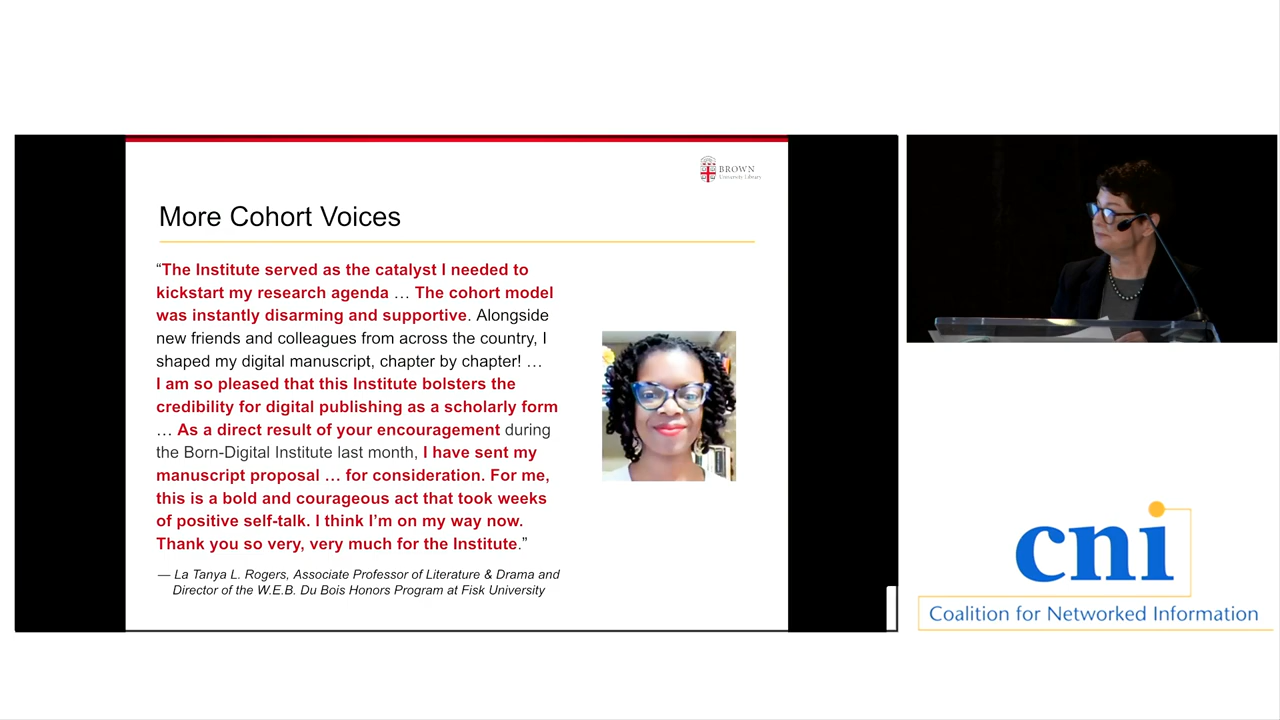 BROWN
University Library
More Cohort Voices
“The Institute served as the catalyst I needed to
kickstart my research agenda … The cohort model
was instantly disarming and supportive. Alongside
new friends and colleagues from across the country, I
shaped my digital manuscript, chapter by chapter! …
I am so pleased that this Institute bolsters the
credibility for digital publishing as a scholarly form
… As a direct result of your encouragement during
the Born-Digital Institute last month, I have sent my
manuscript proposal … for consideration. For me,
this is a bold and courageous act that took weeks
of positive self-talk. I think I’m on my way now.
Thank you so very, very much for the Institute.”
— La Tanya L. Rogers, Associate Professor of Literature & Drama and
Director of the W.E.B. Du Bois Honors Program at Fisk University
cni
Coalition for Networked Information